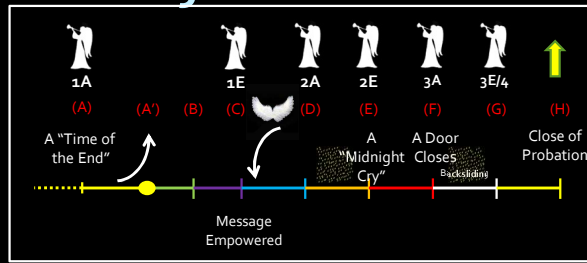 1A 1E 2A 2E 3A 3E/4
(A) (A') (B) (C) (D) (E) (F) (G) (H)
A "Time of
the End"
A
"Midnight
Cry"
A Door
Closes
Backsliding
Close of
Probation
Message
Empowered